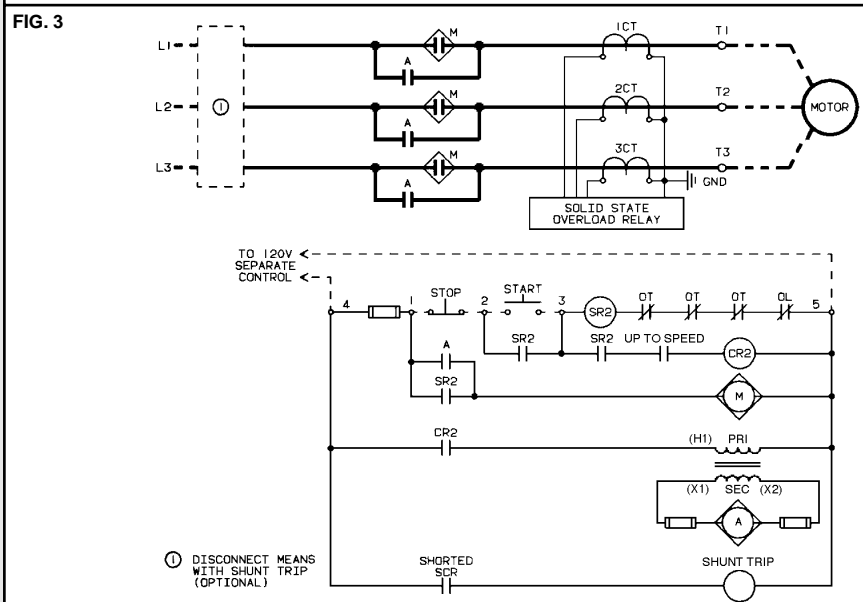 FIG. 3
L1
L2
L3
1
M
A
M
A
M
A
1CT
2CT
3CT
T1
T2
T3
MOTOR
GND
SOLID STATE
OVERLOAD RELAY
TO 120V
SEPARATE
CONTROL
4
1
STOP
2
START
3
SR2
OT
OT
OT
OL
5
A
SR2
SR2
SR2
UP TO SPEED
CR2
M
CR2
(H1) PRI
(X1) SEC (X2)
A
1 DISCONNECT MEANS
WITH SHUNT TRIP
(OPTIONAL)
SHORTED
SCR
SHUNT TRIP